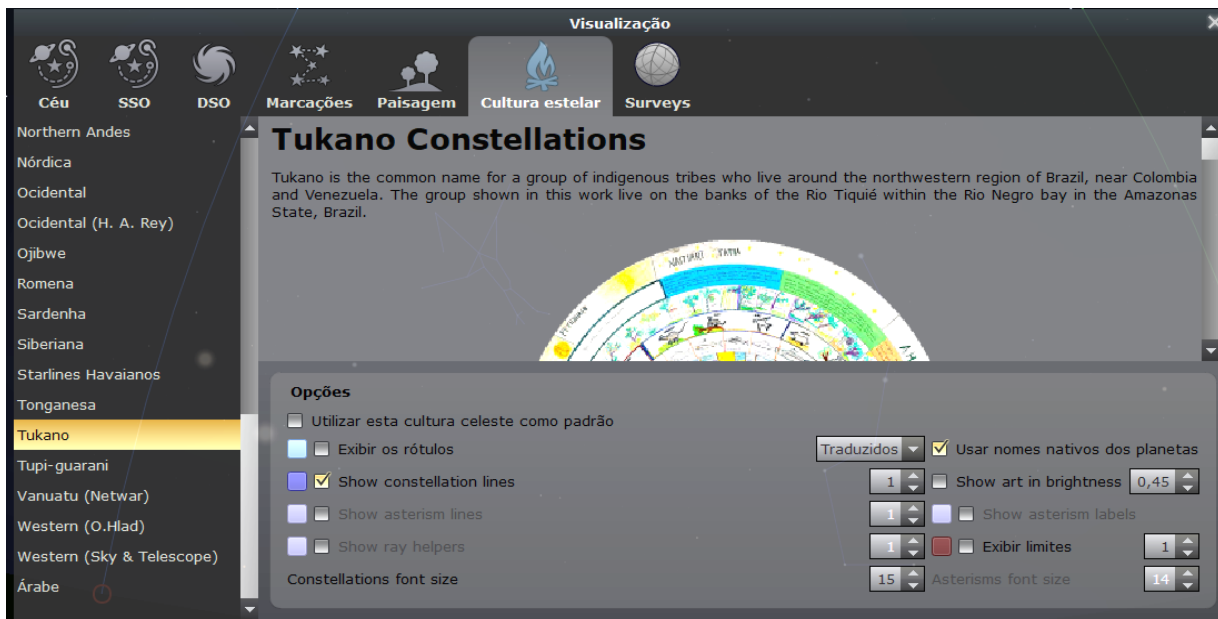 Visualização
Céu SSO DSO Marcações Paisagem Cultura estelar Surveys
Northern Andes
Nórdica
Ocidental
Ocidental (H. A. Rey)
Ojibwe
Romena
Sardenha
Siberiana
Starlines Havaianos
Tonganesa
Tukano
Tupi-guarani
Vanuatu (Netwar)
Western (O.Hlad)
Western (Sky & Telescope)
Árabe
Tukano Constellations
Tukano is the common name for a group of indigenous tribes who live around the northwestern region of Brazil, near Colombia
and Venezuela. The group shown in this work live on the banks of the Rio Tiquié within the Rio Negro bay in the Amazonas
State, Brazil.
Opções
Utilizar esta cultura celeste como padrão
Exibir os rótulos Traduzidos Usar nomes nativos dos planetas
Show constellation lines 1 Show art in brightness 0,45
Show asterism lines 1 Show asterism labels
Show ray helpers 1 Exibir limites 1
Constellations font size 15 Asterisms font size 14